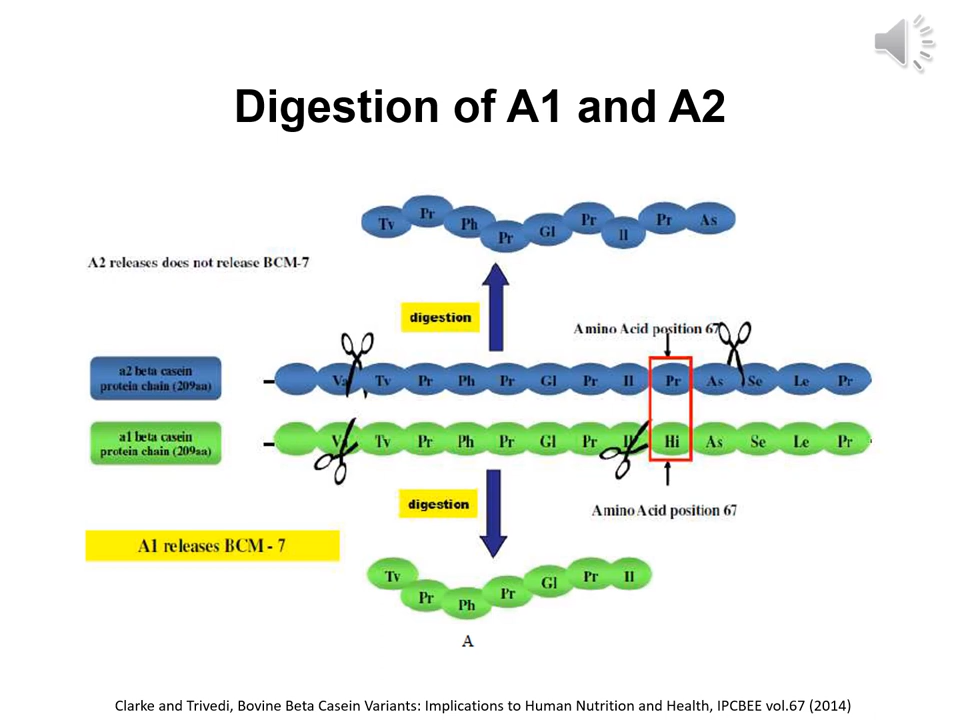 Digestion of A1 and A2
Tv Pr Ph Pr Gl Pr Il Pr As
A2 releases does not release BCM-7
digestion
Amino Acid position 67
a2 beta casein
protein chain (209aa)
Va Tv Pr Ph Pr Gl Pr Il Pr As Se Le Pr
a1 beta casein
protein chain (209aa)
Va Tv Pr Ph Pr Gl Pr Il Hi As Se Le Pr
digestion
Amino Acid position 67
A1 releases BCM - 7
Tv Pr Ph Pr Gl Pr Il
A
Clarke and Trivedi, Bovine Beta Casein Variants: Implications to Human Nutrition and Health, IPCBEE vol.67 (2014)